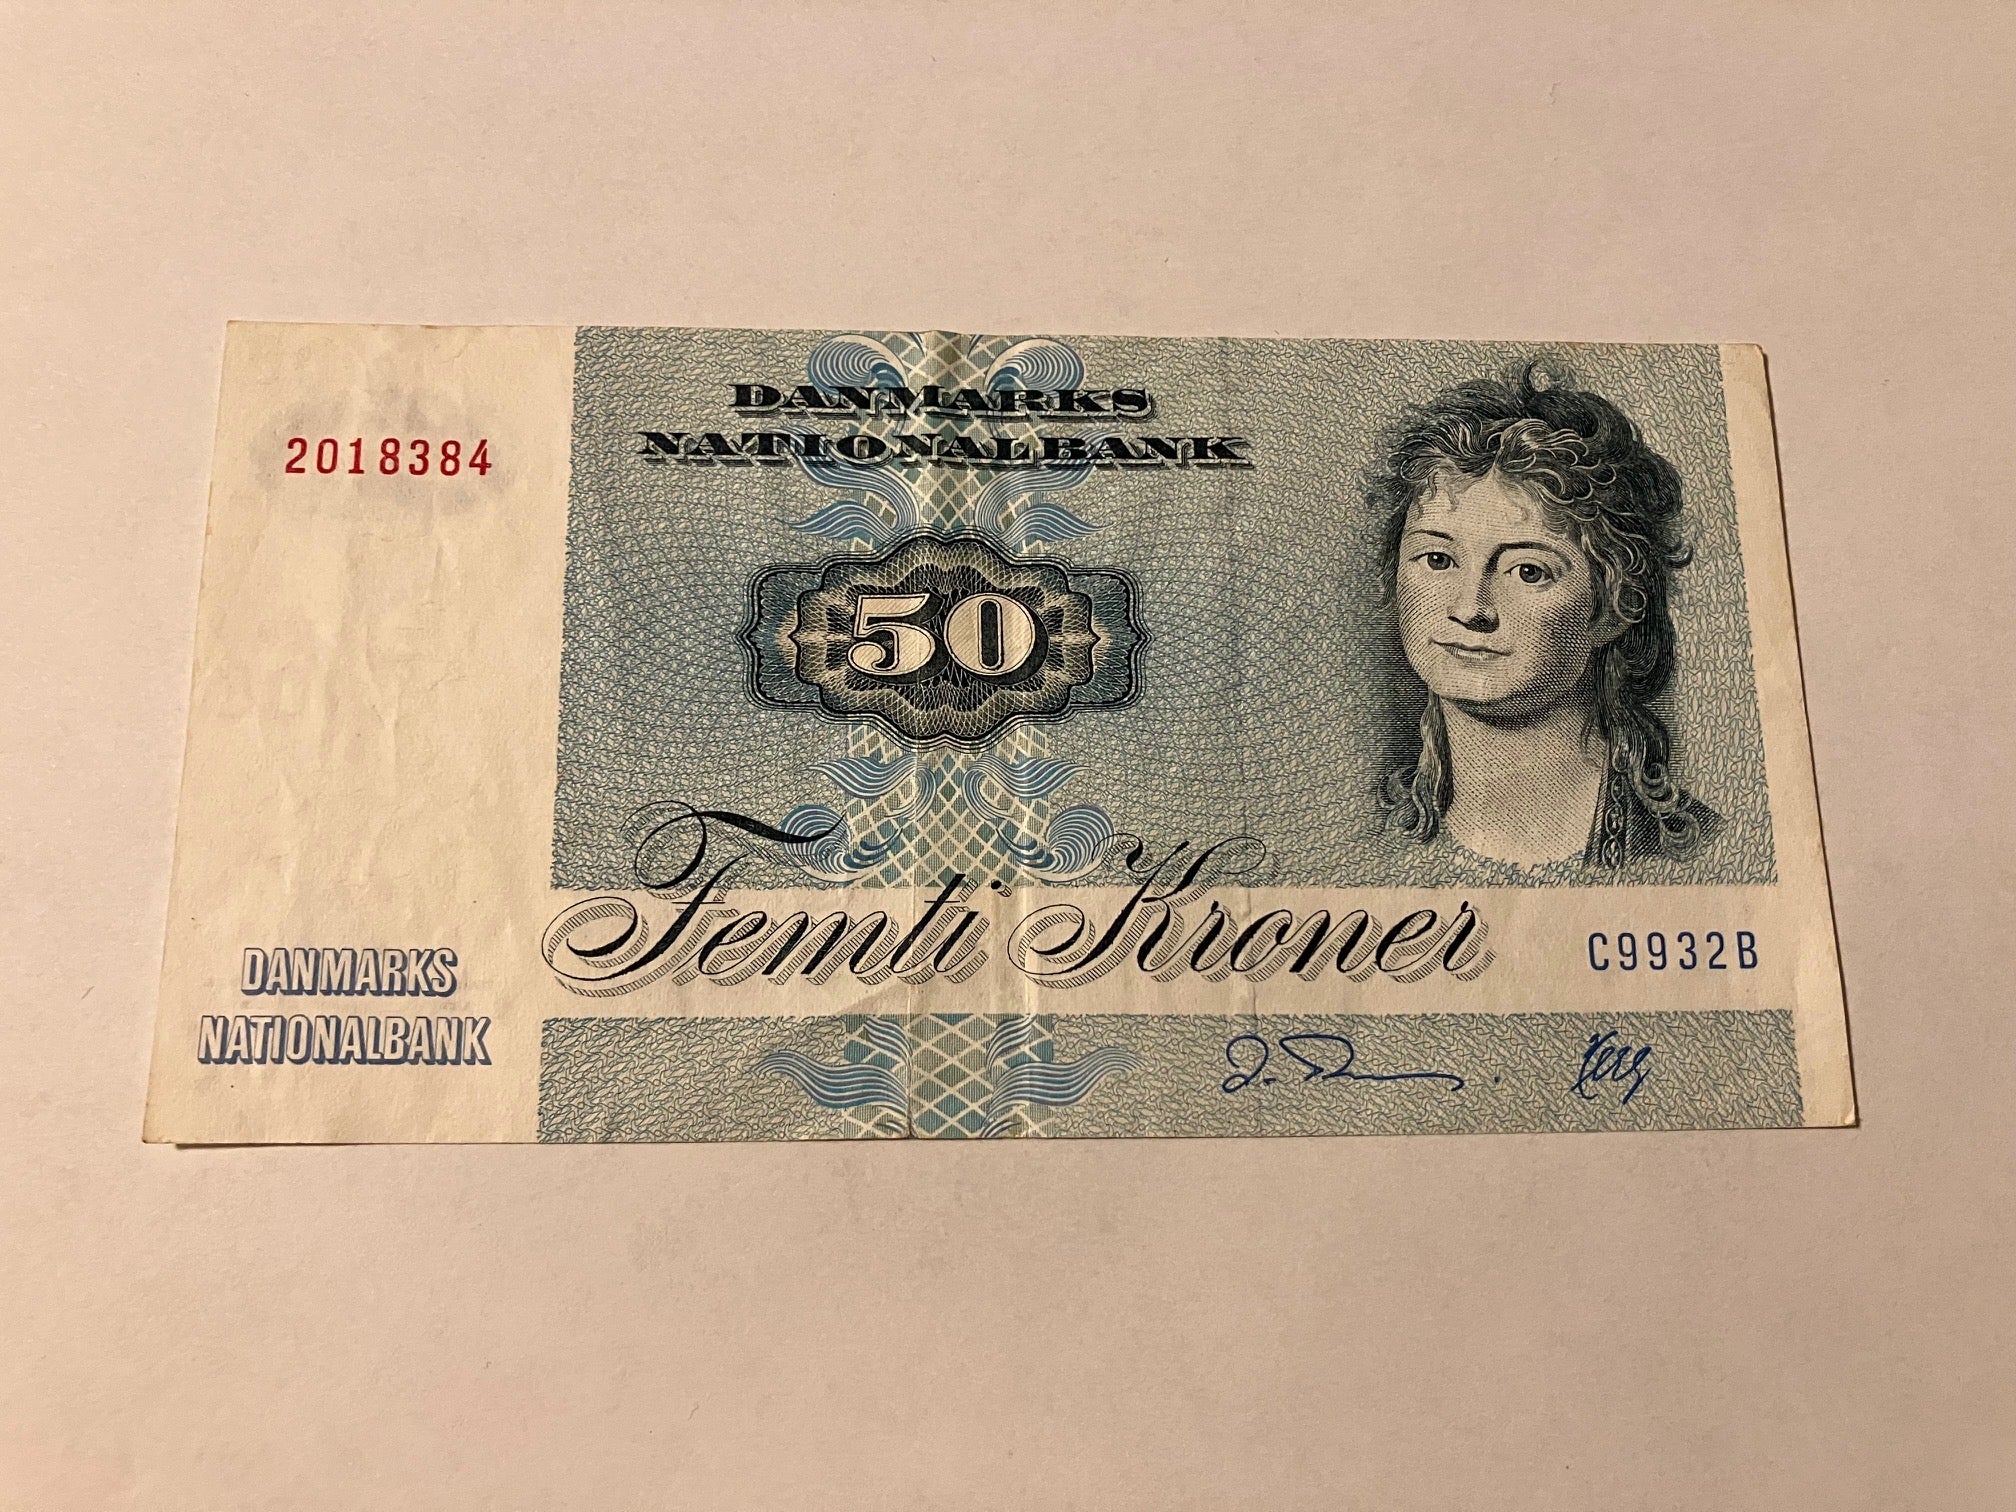 2018384
DANMARKS
NATIONALBANK
50
Femti Kroner
C9932B
DANMARKS
NATIONALBANK